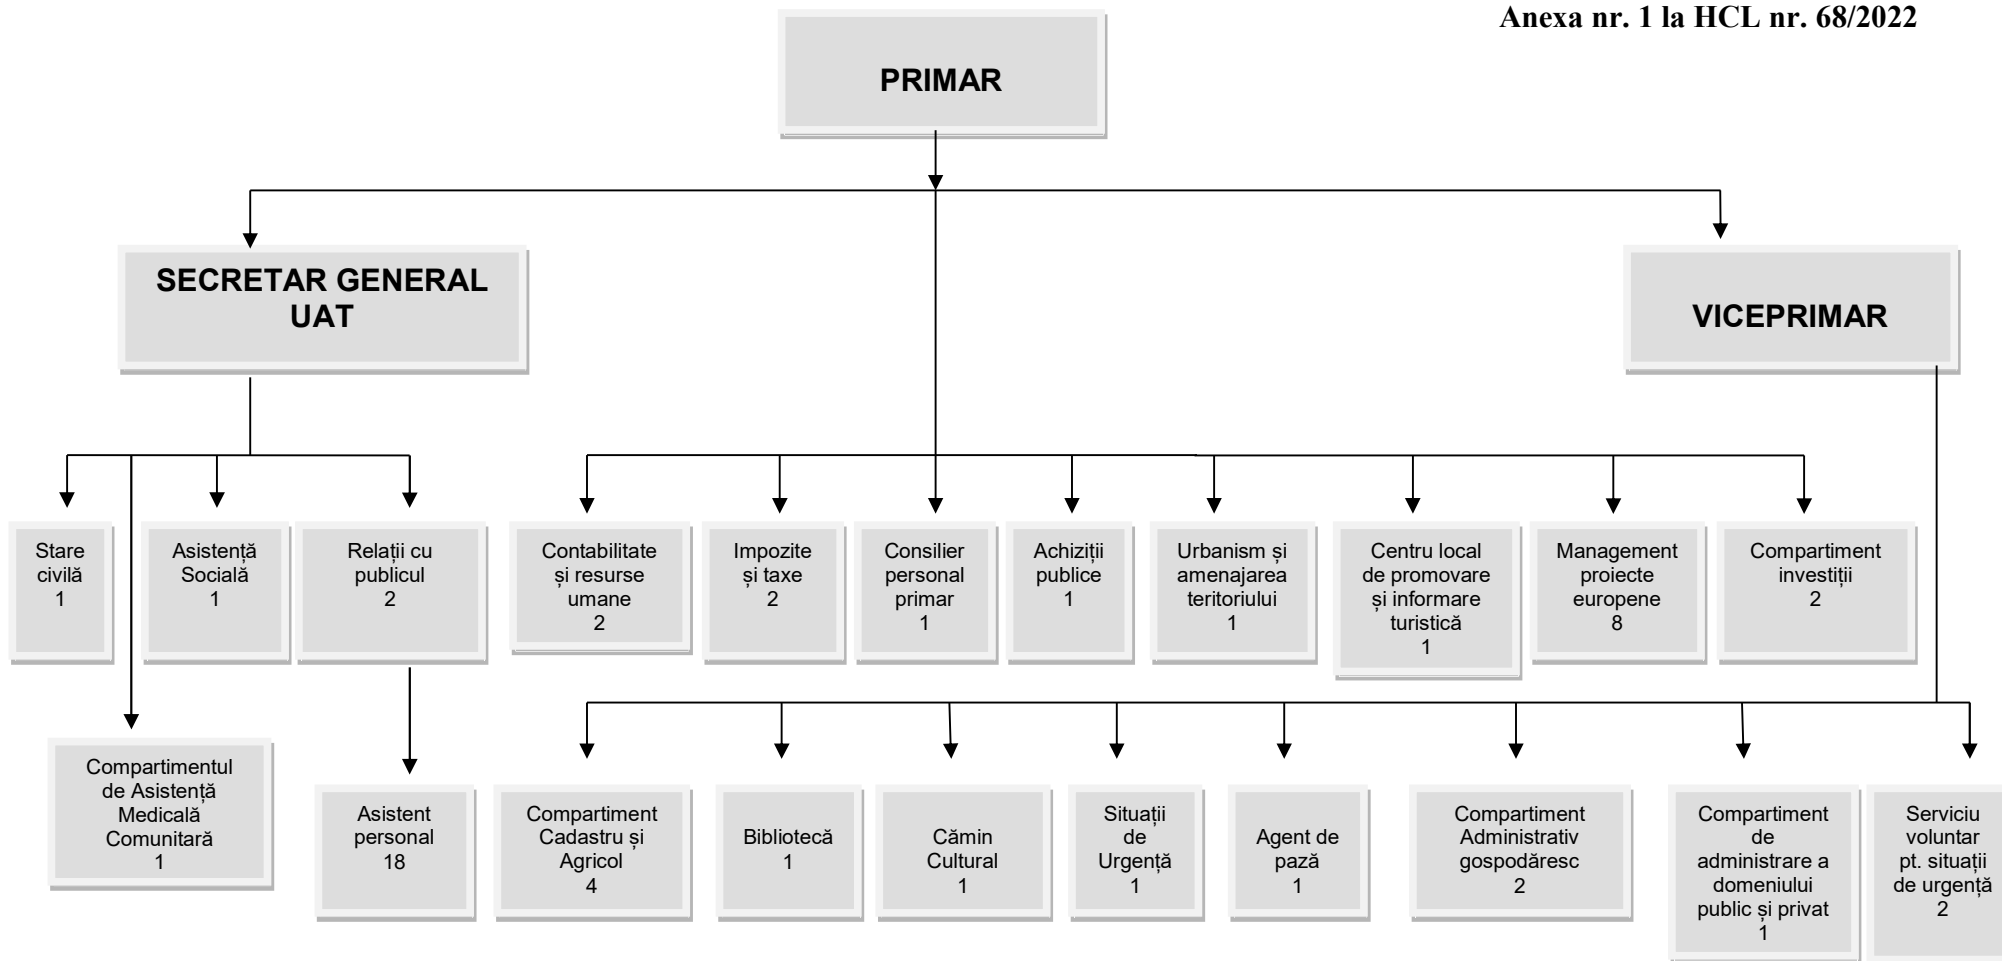 Anexa nr. 1 la HCL nr. 68/2022
PRIMAR
SECRETAR GENERAL
UAT
VICEPRIMAR
Stare
civilă
1
Asistență
Socială
1
Relații cu
publicul
2
Contabilitate
și resurse
umane
2
Impozite
și taxe
2
Consilier
personal
primar
1
Achiziții
publice
1
Urbanism și
amenajarea
teritoriului
1
Centru local
de promovare
și informare
turistică
1
Management
proiecte
europene
8
Compartiment
investiții
2
Compartimentul
de Asistență
Medicală
Comunitară
1
Asistent
personal
18
Compartiment
Cadastru și
Agricol
4
Bibliotecă
1
Cămin
Cultural
1
Situații
de
Urgență
1
Agent de
pază
1
Compartiment
Administrativ
gospodăresc
2
Compartiment
de
administrare a
domeniului
public și privat
1
Serviciu
voluntar
pt. situații
de urgență
2